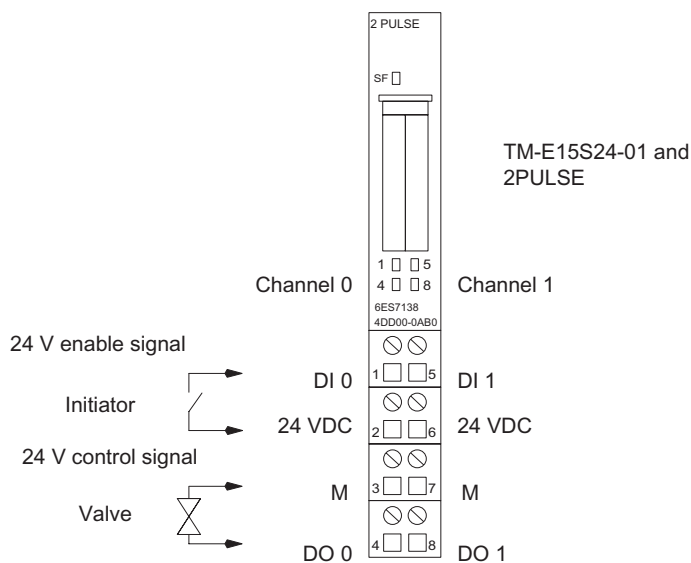 2 PULSE
SF
TM-E15S24-01 and
2PULSE
1 5
Channel 0 4 8 Channel 1
6ES7138
4DD00-0AB0
24 V enable signal
DI 0 1 5 DI 1
Initiator
24 VDC 2 6 24 VDC
24 V control signal
M 3 7 M
Valve
DO 0 4 8 DO 1